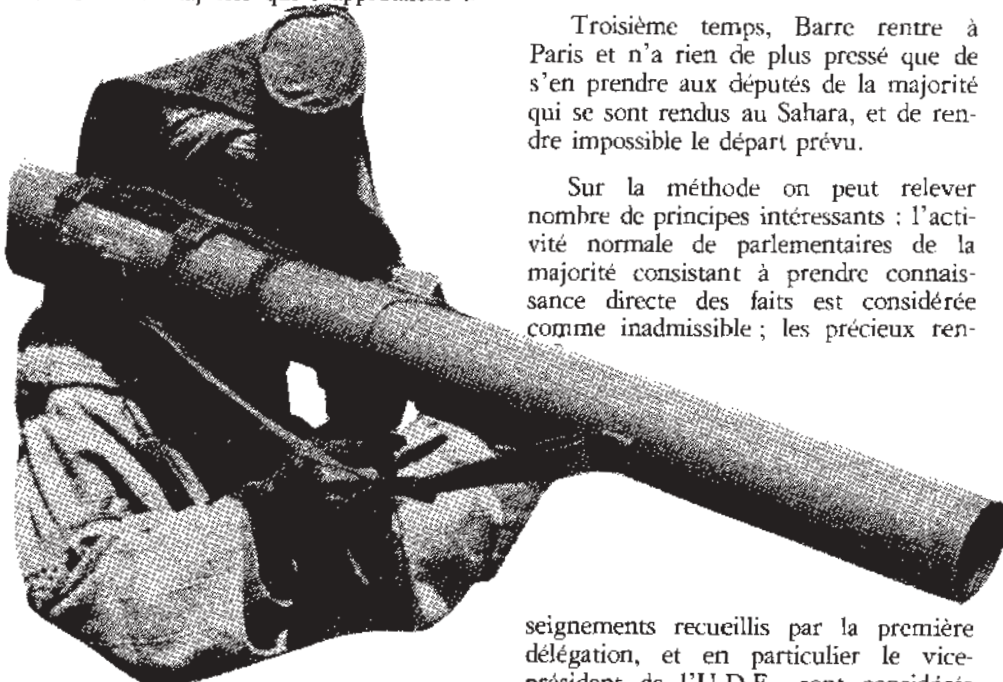 Troisième temps, Barre rentre à
Paris et n'a rien de plus pressé que de
s'en prendre aux députés de la majorité
qui se sont rendus au Sahara, et de ren-
dre impossible le départ prévu.
Sur la méthode on peut relever
nombre de principes intéressants : l'acti-
vité normale de parlementaires de la
majorité consistant à prendre connais-
sance directe des faits est considérée
comme inadmissible ; les précieux ren-
seignements recueillis par la première
délégation, et en particulier le vice-
président de l'U.D.F., sont considérés